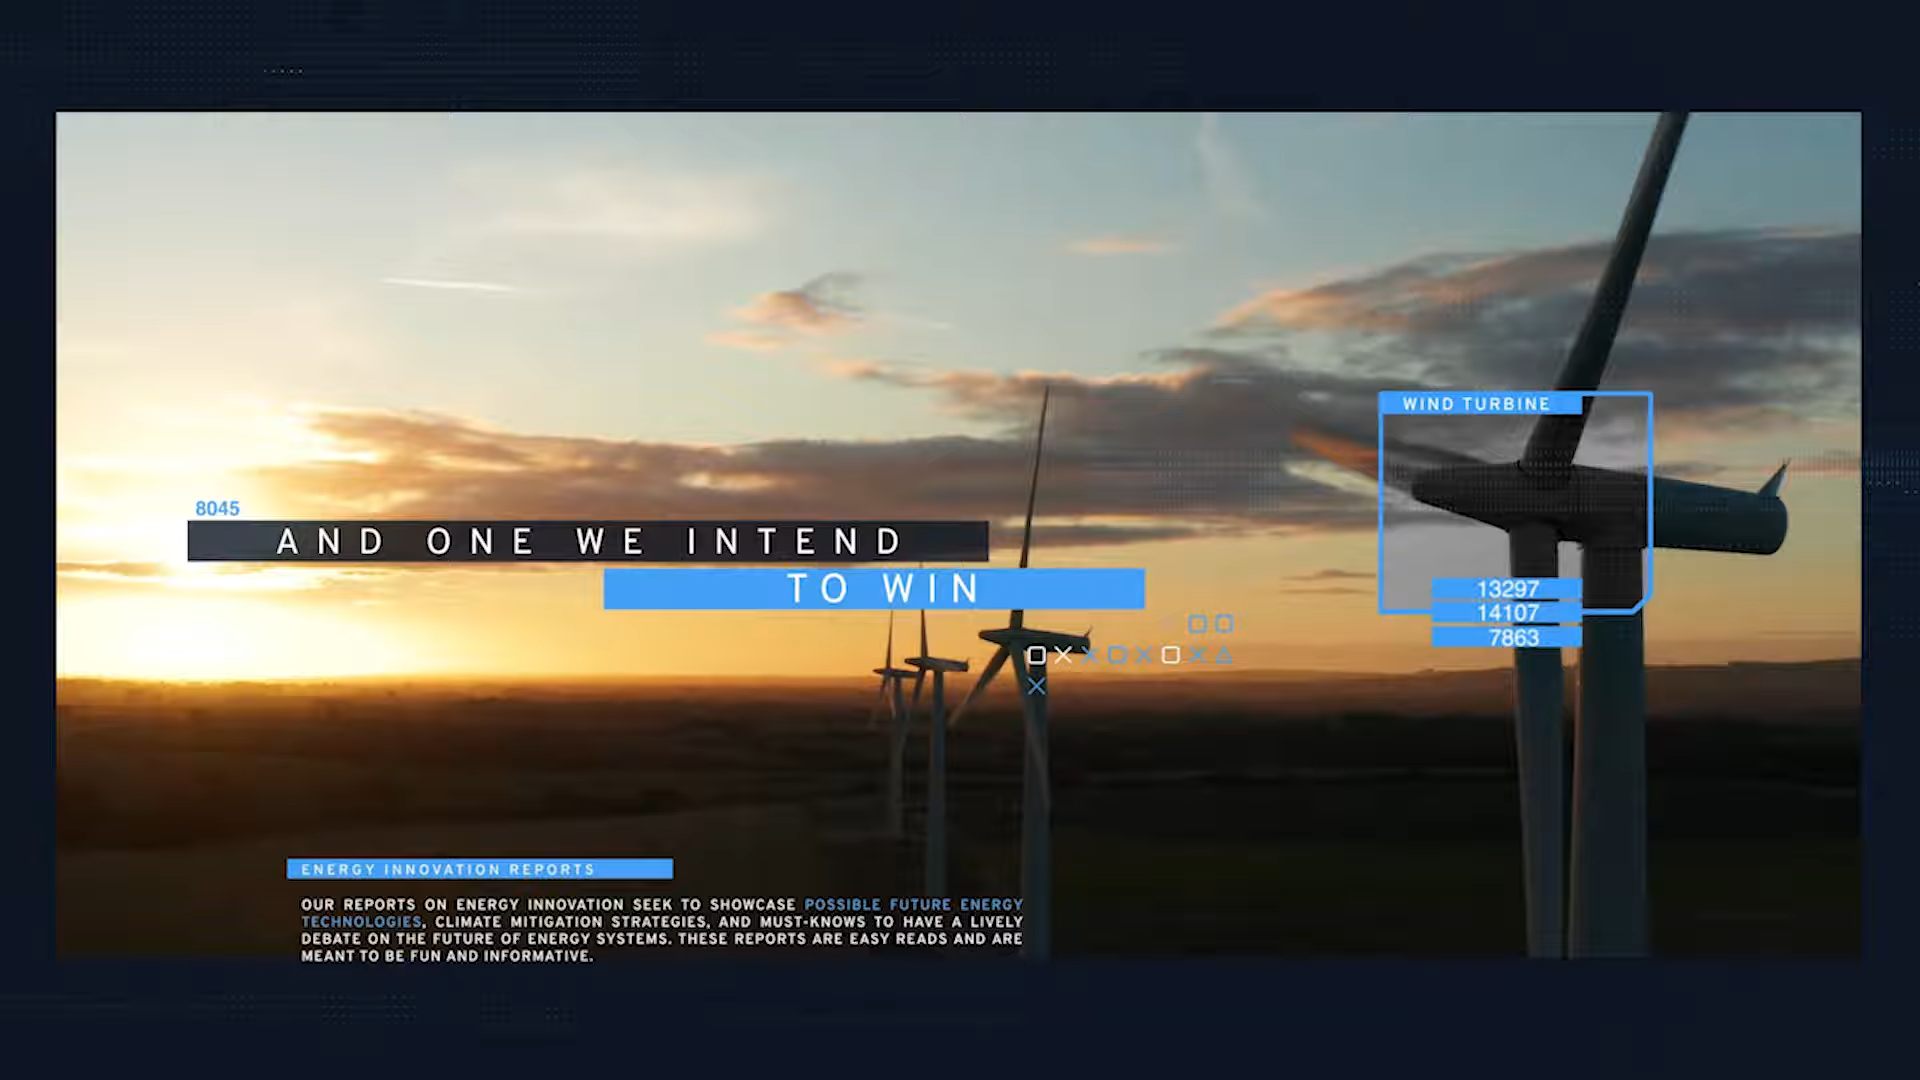 WIND TURBINE
8045
AND ONE WE INTEND
TO WIN
13297
14107
7863
ENERGY INNOVATION REPORTS
OUR REPORTS ON ENERGY INNOVATION SEEK TO SHOWCASE POSSIBLE FUTURE ENERGY
TECHNOLOGIES, CLIMATE MITIGATION STRATEGIES, AND MUST-KNOWS TO HAVE A LIVELY
DEBATE ON THE FUTURE OF ENERGY SYSTEMS. THESE REPORTS ARE EASY READS AND ARE
MEANT TO BE FUN AND INFORMATIVE.